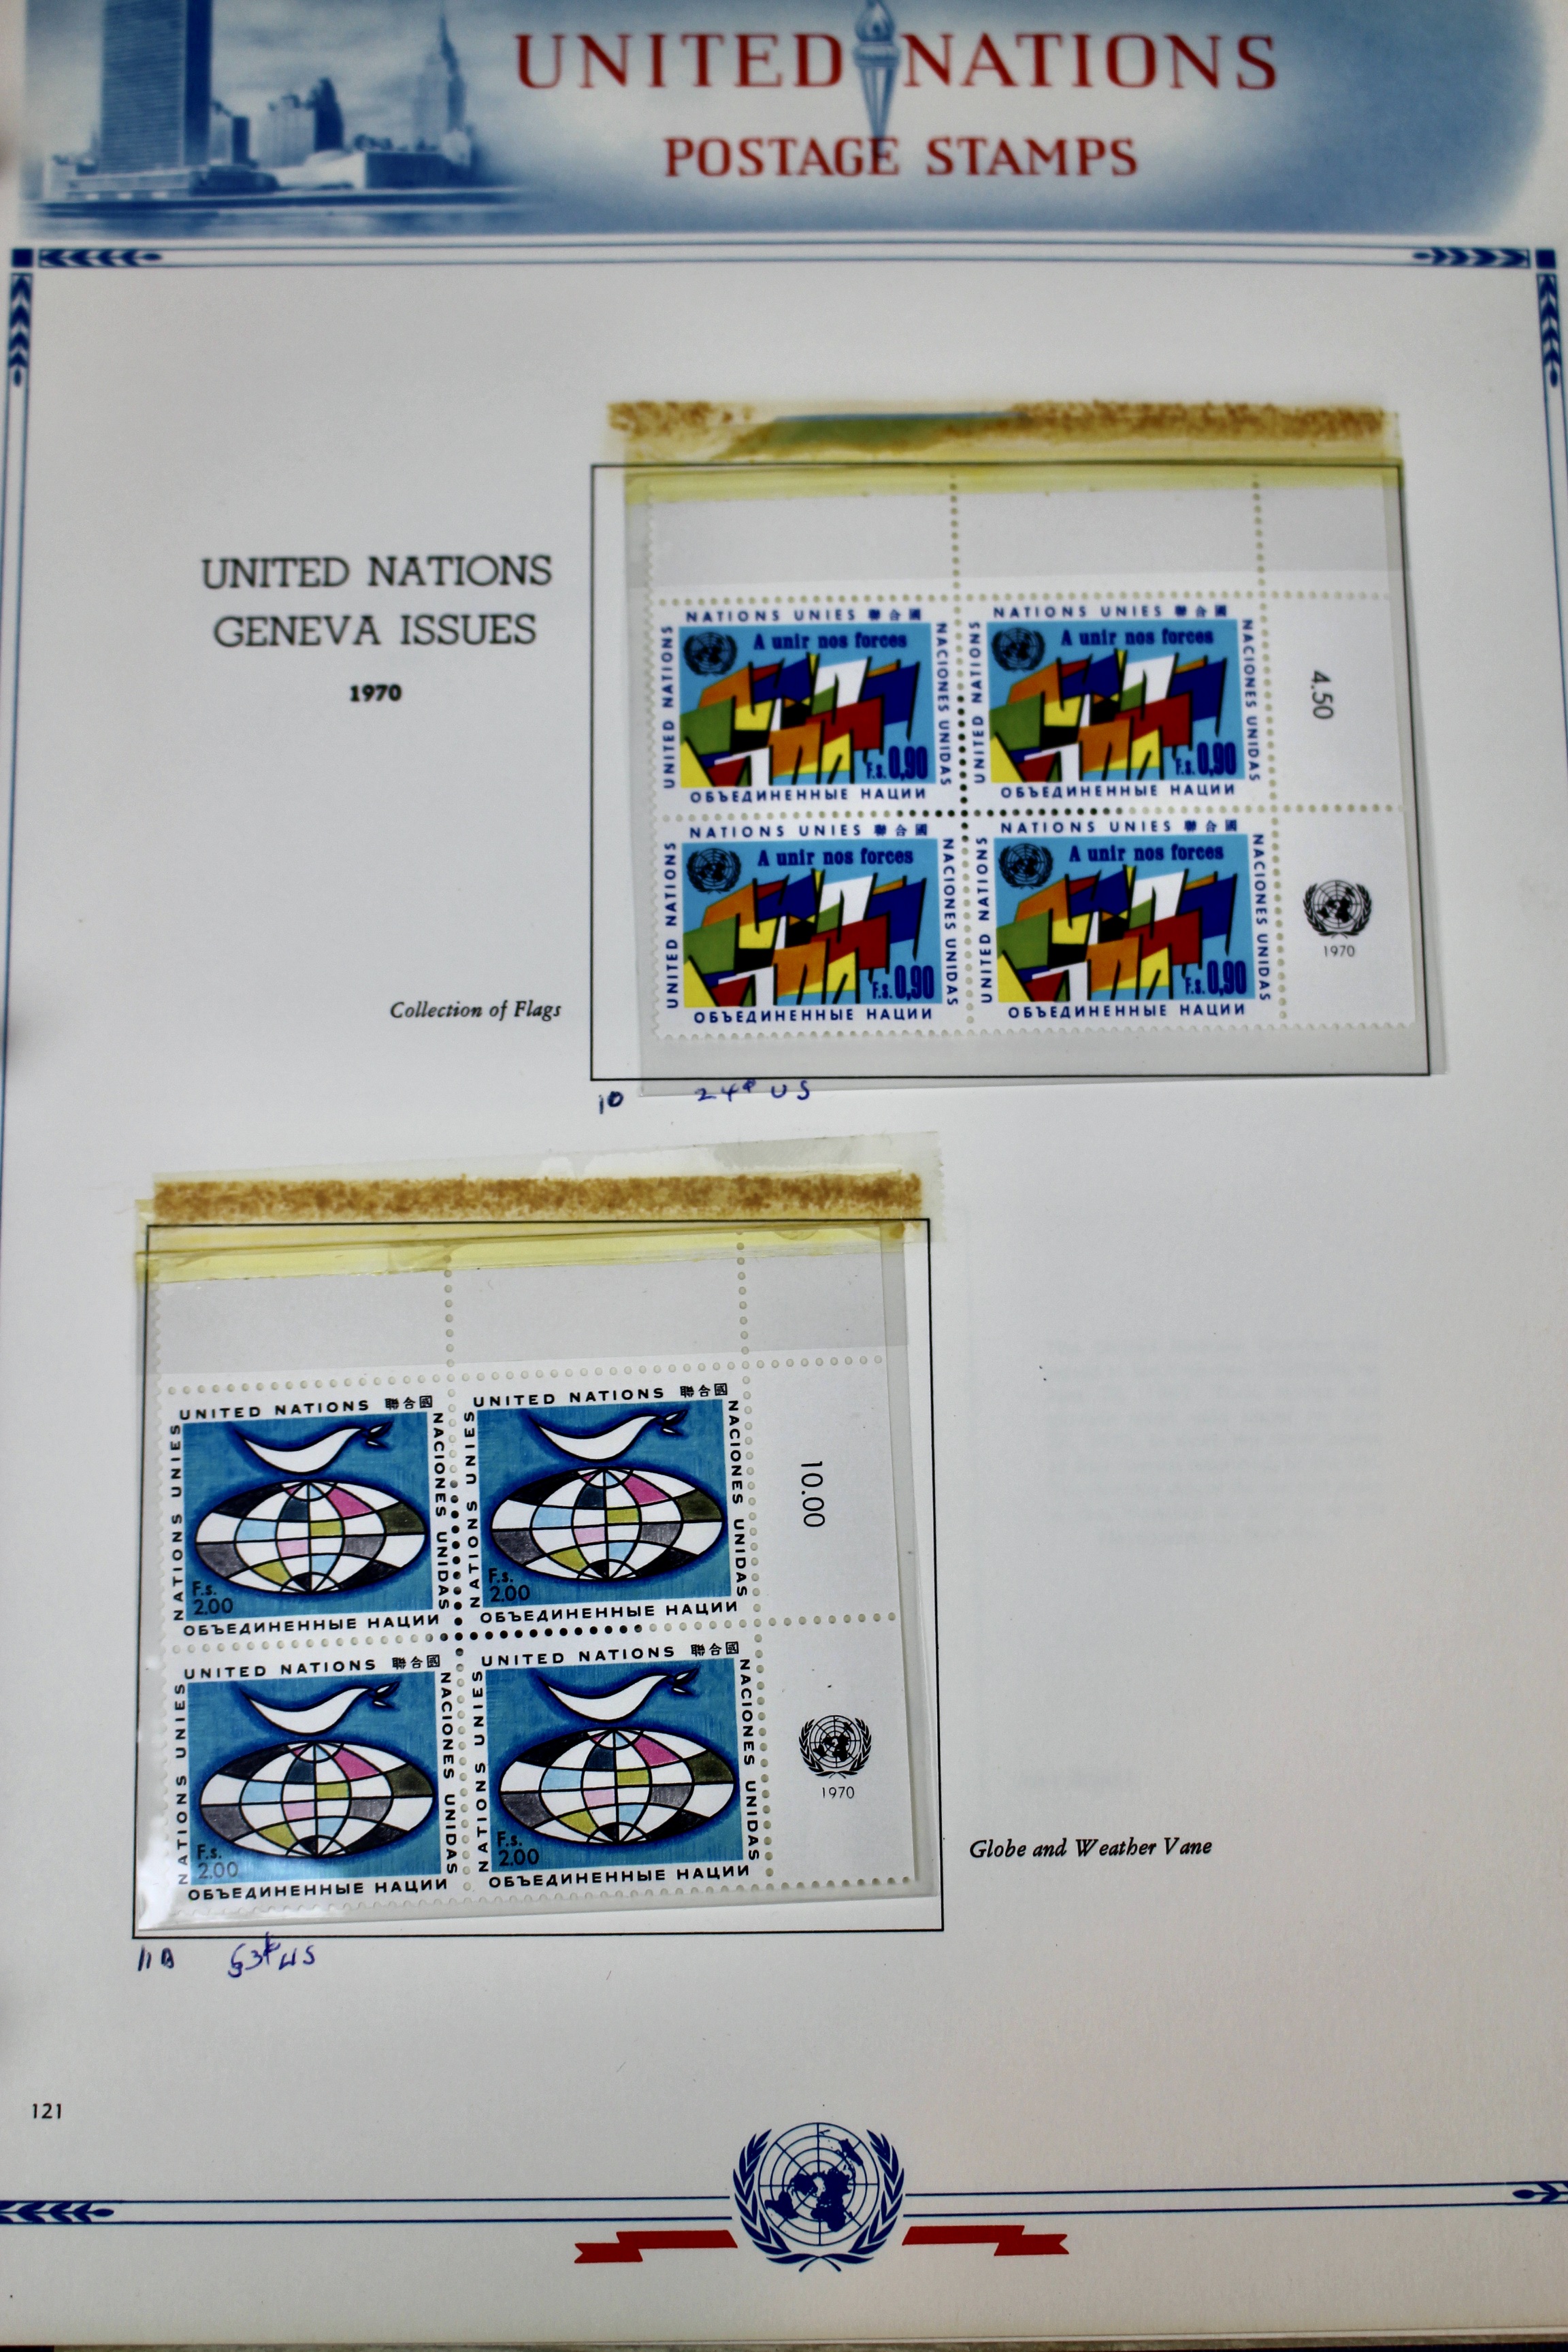 UNITED NATIONS
POSTAGE STAMPS
UNITED NATIONS
GENEVA ISSUES
1970
NATIONS UNIES 聯合國
UNITED NATIONS
A unir nos forces
NACIONES UNIDAS
F.s. 0,90
ОБЪЕДИНЕННЫЕ НАЦИИ
NATIONS UNIES 聯合國
UNITED NATIONS
A unir nos forces
NACIONES UNIDAS
F.s. 0,90
ОБЪЕДИНЕННЫЕ НАЦИИ
4.50
NATIONS UNIES 聯合國
UNITED NATIONS
A unir nos forces
NACIONES UNIDAS
F.s. 0,90
ОБЪЕДИНЕННЫЕ НАЦИИ
NATIONS UNIES 聯合國
UNITED NATIONS
A unir nos forces
NACIONES UNIDAS
F.s. 0,90
ОБЪЕДИНЕННЫЕ НАЦИИ
1970
Collection of Flags
10 24¢ US
UNITED NATIONS 聯合國
NATIONS UNIES
NACIONES UNIDAS
F.s.
2.00
ОБЪЕДИНЕННЫЕ НАЦИИ
UNITED NATIONS 聯合國
NATIONS UNIES
NACIONES UNIDAS
F.s.
2.00
ОБЪЕДИНЕННЫЕ НАЦИИ
10.00
UNITED NATIONS 聯合國
NATIONS UNIES
NACIONES UNIDAS
F.s.
2.00
ОБЪЕДИНЕННЫЕ НАЦИИ
UNITED NATIONS 聯合國
NATIONS UNIES
NACIONES UNIDAS
F.s.
2.00
ОБЪЕДИНЕННЫЕ НАЦИИ
1970
Globe and Weather Vane
53¢ US
121